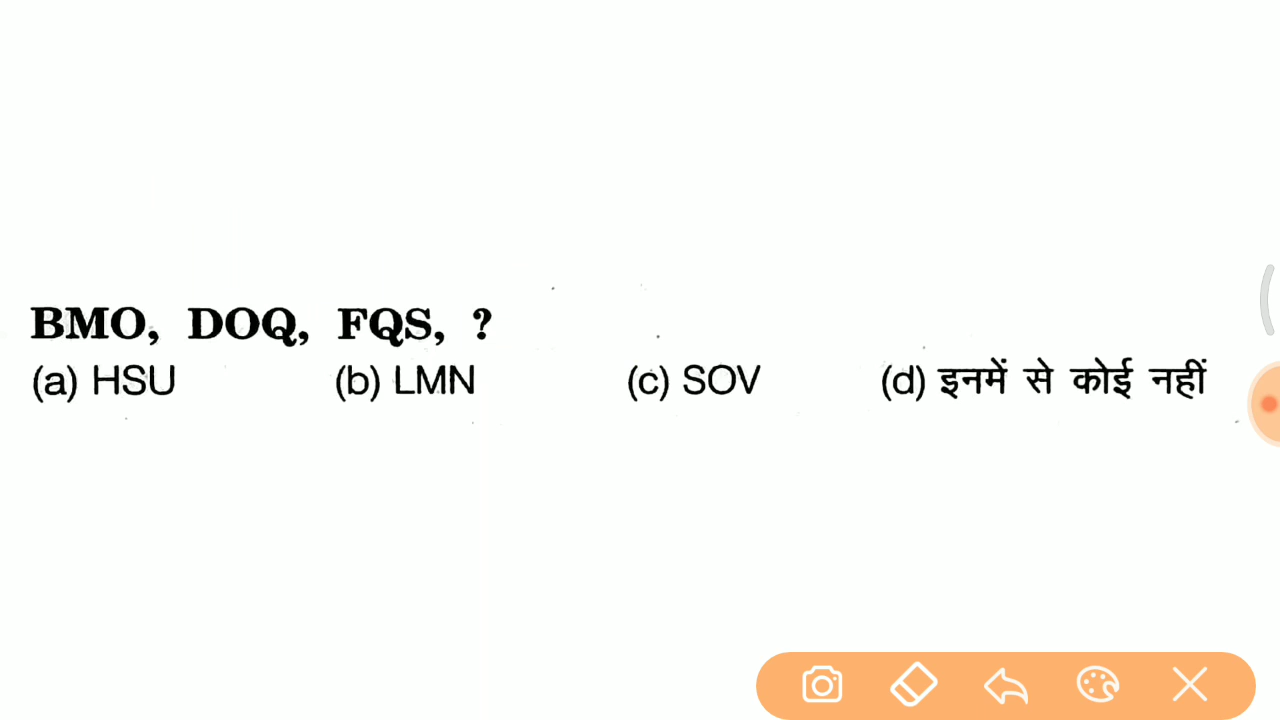 BMO, DOQ, FQS, ?
(a) HSU (b) LMN (c) SOV (d) इनमें से कोई नहीं